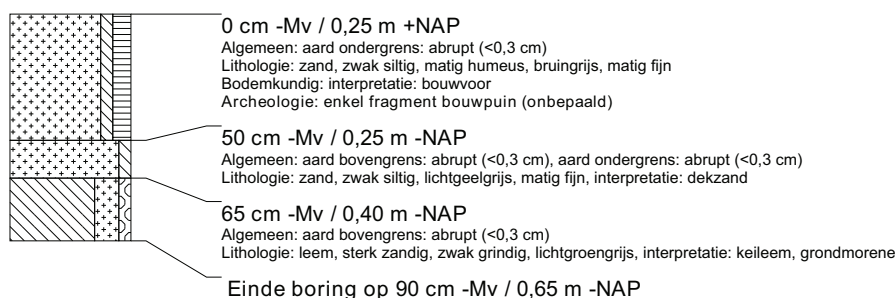 0 cm -Mv / 0,25 m +NAP
Algemeen: aard ondergrens: abrupt (<0,3 cm)
Lithologie: zand, zwak siltig, matig humeus, bruingrijs, matig fijn
Bodemkundig: interpretatie: bouwvoor
Archeologie: enkel fragment bouwpuin (onbepaald)
50 cm -Mv / 0,25 m -NAP
Algemeen: aard bovengrens: abrupt (<0,3 cm), aard ondergrens: abrupt (<0,3 cm)
Lithologie: zand, zwak siltig, lichtgeelgrijs, matig fijn, interpretatie: dekzand
65 cm -Mv / 0,40 m -NAP
Algemeen: aard bovengrens: abrupt (<0,3 cm)
Lithologie: leem, sterk zandig, zwak grindig, lichtgroengrijs, interpretatie: keileem, grondmorene
Einde boring op 90 cm -Mv / 0,65 m -NAP